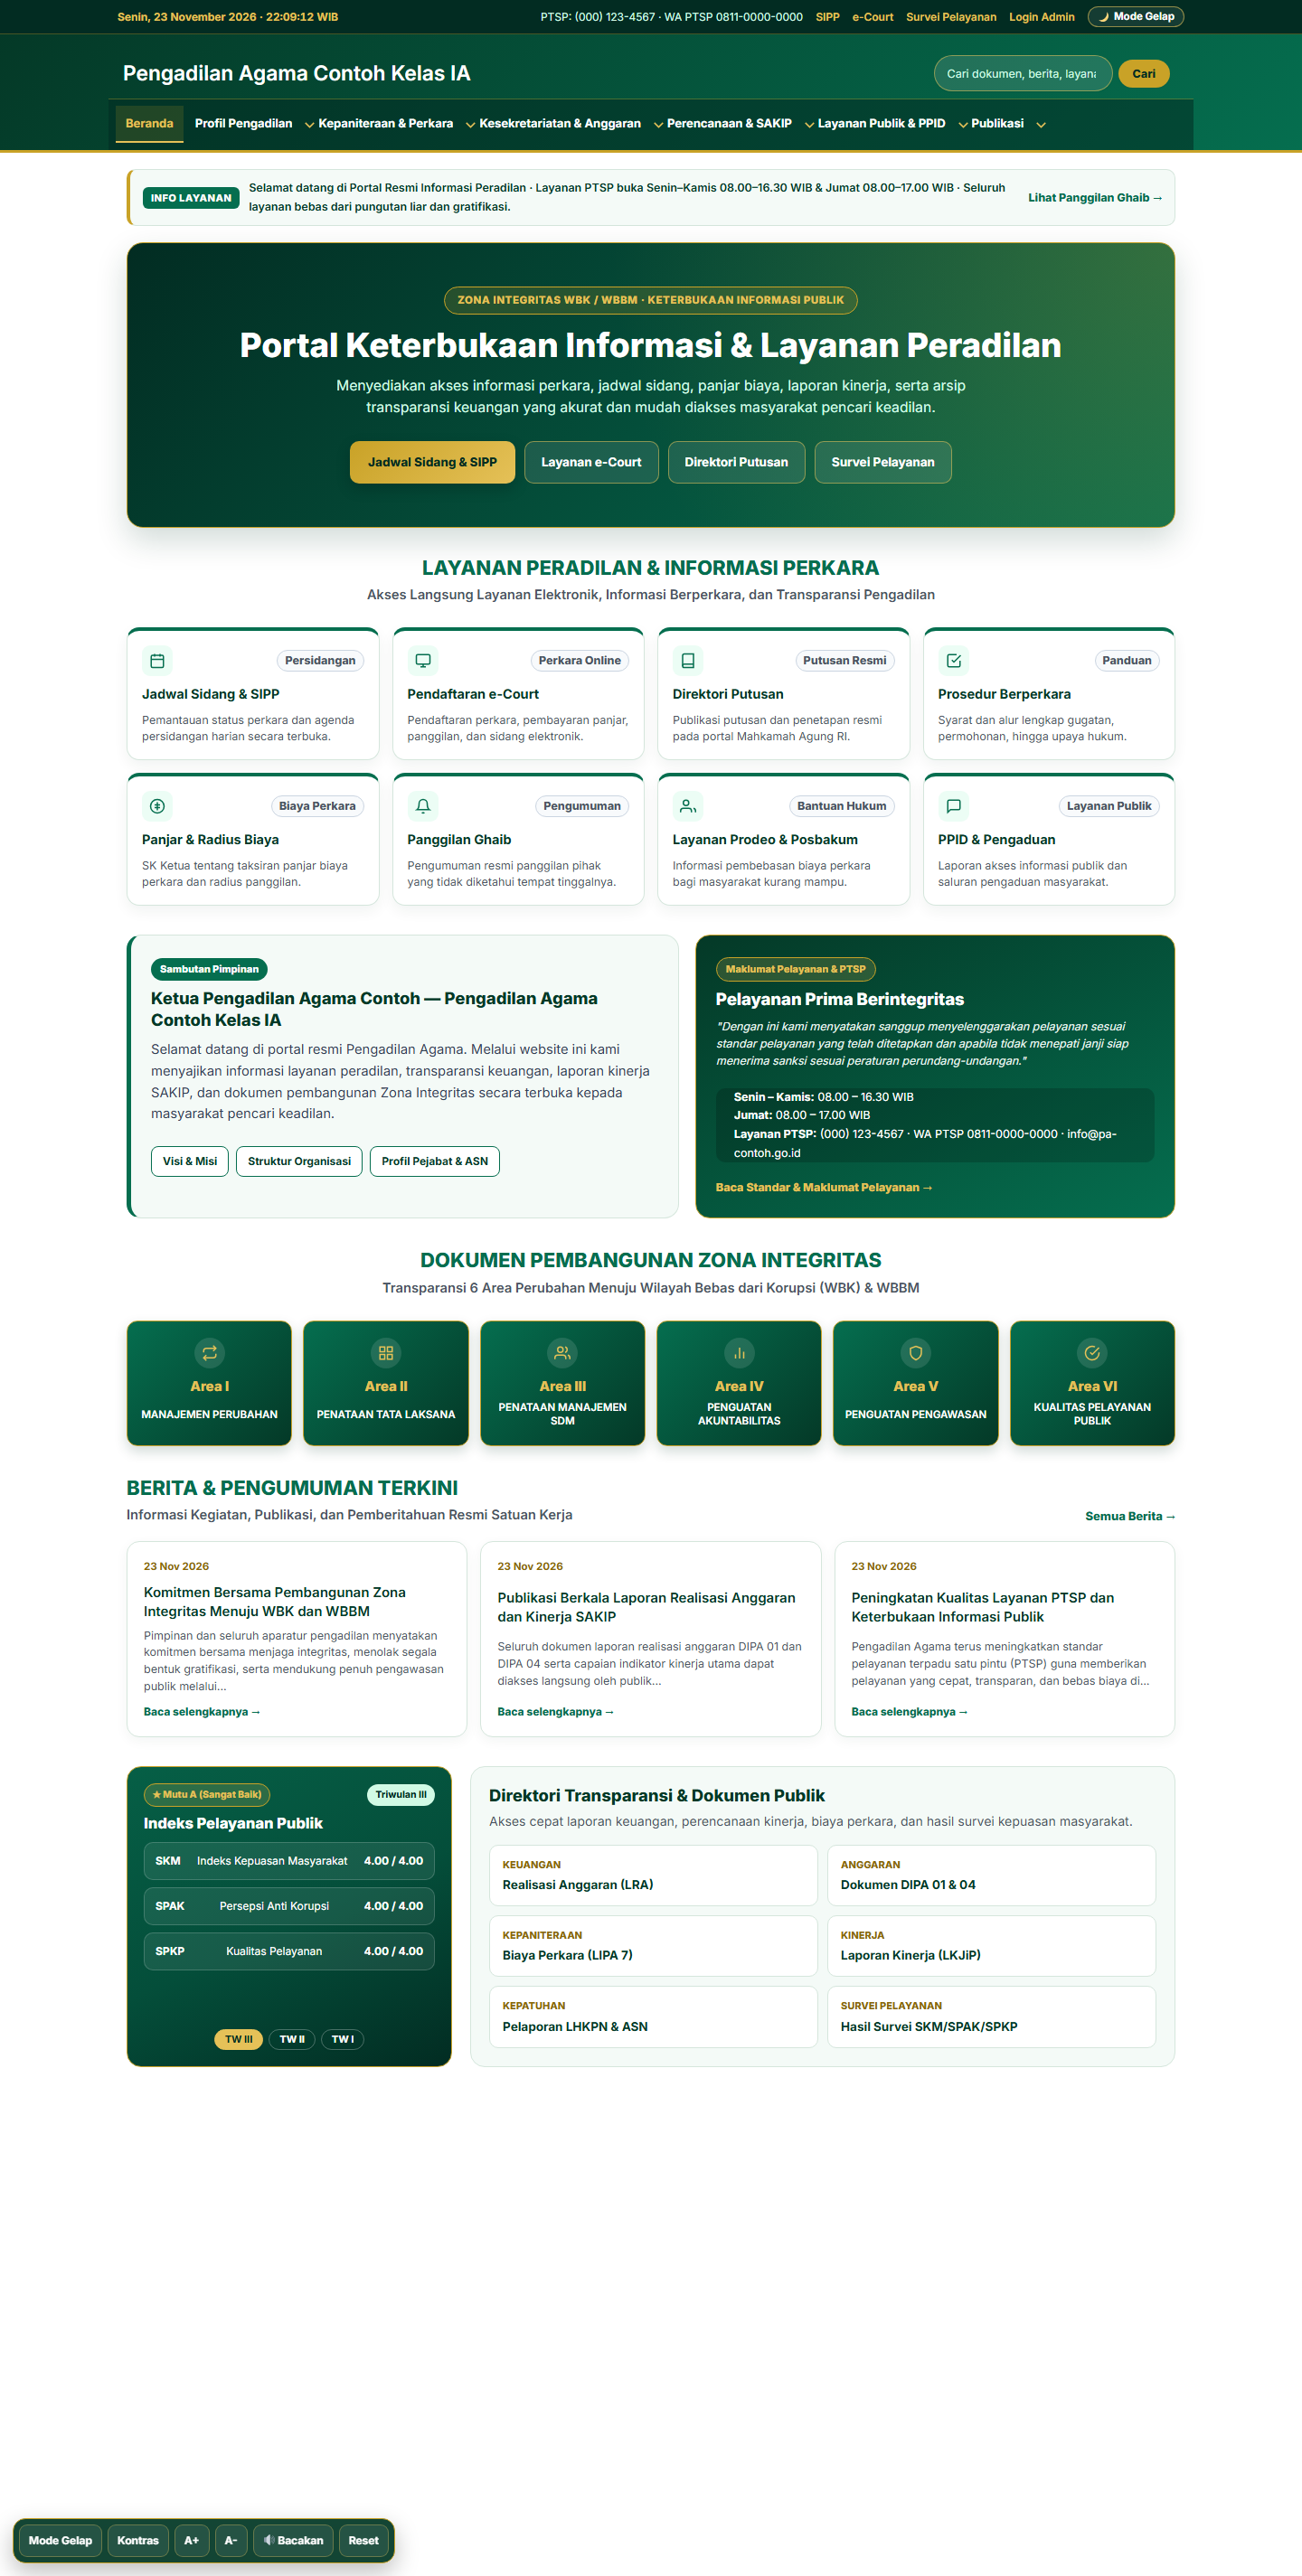 Senin, 23 November 2026 · 22:09:12 WIB
PTSP: (000) 123-4567 · WA PTSP 0811-0000-0000 SIPP e-Court Survei Pelayanan Login Admin Mode Gelap
Pengadilan Agama Contoh Kelas IA
Cari dokumen, berita, layana
Cari
Beranda Profil Pengadilan Kepaniteraan & Perkara Kesekretariatan & Anggaran Perencanaan & SAKIP Layanan Publik & PPID Publikasi
INFO LAYANAN
Selamat datang di Portal Resmi Informasi Peradilan · Layanan PTSP buka Senin–Kamis 08.00–16.30 WIB & Jumat 08.00–17.00 WIB · Seluruh
layanan bebas dari pungutan liar dan gratifikasi.
Lihat Panggilan Ghaib →
ZONA INTEGRITAS WBK / WBBM · KETERBUKAAN INFORMASI PUBLIK
Portal Keterbukaan Informasi & Layanan Peradilan
Menyediakan akses informasi perkara, jadwal sidang, panjar biaya, laporan kinerja, serta arsip
transparansi keuangan yang akurat dan mudah diakses masyarakat pencari keadilan.
Jadwal Sidang & SIPP Layanan e-Court Direktori Putusan Survei Pelayanan
LAYANAN PERADILAN & INFORMASI PERKARA
Akses Langsung Layanan Elektronik, Informasi Berperkara, dan Transparansi Pengadilan
Persidangan
Jadwal Sidang & SIPP
Pemantauan status perkara dan agenda
persidangan harian secara terbuka.
Perkara Online
Pendaftaran e-Court
Pendaftaran perkara, pembayaran panjar,
panggilan, dan sidang elektronik.
Putusan Resmi
Direktori Putusan
Publikasi putusan dan penetapan resmi
pada portal Mahkamah Agung RI.
Panduan
Prosedur Berperkara
Syarat dan alur lengkap gugatan,
permohonan, hingga upaya hukum.
Biaya Perkara
Panjar & Radius Biaya
SK Ketua tentang taksiran panjar biaya
perkara dan radius panggilan.
Pengumuman
Panggilan Ghaib
Pengumuman resmi panggilan pihak
yang tidak diketahui tempat tinggalnya.
Bantuan Hukum
Layanan Prodeo & Posbakum
Informasi pembebasan biaya perkara
bagi masyarakat kurang mampu.
Layanan Publik
PPID & Pengaduan
Laporan akses informasi publik dan
saluran pengaduan masyarakat.
Sambutan Pimpinan
Ketua Pengadilan Agama Contoh — Pengadilan Agama
Contoh Kelas IA
Selamat datang di portal resmi Pengadilan Agama. Melalui website ini kami
menyajikan informasi layanan peradilan, transparansi keuangan, laporan kinerja
SAKIP, dan dokumen pembangunan Zona Integritas secara terbuka kepada
masyarakat pencari keadilan.
Visi & Misi Struktur Organisasi Profil Pejabat & ASN
Maklumat Pelayanan & PTSP
Pelayanan Prima Berintegritas
"Dengan ini kami menyatakan sanggup menyelenggarakan pelayanan sesuai
standar pelayanan yang telah ditetapkan dan apabila tidak menepati janji siap
menerima sanksi sesuai peraturan perundang-undangan."
Senin – Kamis: 08.00 – 16.30 WIB
Jumat: 08.00 – 17.00 WIB
Layanan PTSP: (000) 123-4567 · WA PTSP 0811-0000-0000 · info@pa-
contoh.go.id
Baca Standar & Maklumat Pelayanan →
DOKUMEN PEMBANGUNAN ZONA INTEGRITAS
Transparansi 6 Area Perubahan Menuju Wilayah Bebas dari Korupsi (WBK) & WBBM
Area I
MANAJEMEN PERUBAHAN
Area II
PENATAAN TATA LAKSANA
Area III
PENATAAN MANAJEMEN
SDM
Area IV
PENGUATAN
AKUNTABILITAS
Area V
PENGUATAN PENGAWASAN
Area VI
KUALITAS PELAYANAN
PUBLIK
BERITA & PENGUMUMAN TERKINI
Informasi Kegiatan, Publikasi, dan Pemberitahuan Resmi Satuan Kerja
Semua Berita →
23 Nov 2026
Komitmen Bersama Pembangunan Zona
Integritas Menuju WBK dan WBBM
Pimpinan dan seluruh aparatur pengadilan menyatakan
komitmen bersama menjaga integritas, menolak segala
bentuk gratifikasi, serta mendukung penuh pengawasan
publik melalui...
Baca selengkapnya →
23 Nov 2026
Publikasi Berkala Laporan Realisasi Anggaran
dan Kinerja SAKIP
Seluruh dokumen laporan realisasi anggaran DIPA 01 dan
DIPA 04 serta capaian indikator kinerja utama dapat
diakses langsung oleh publik...
Baca selengkapnya →
23 Nov 2026
Peningkatan Kualitas Layanan PTSP dan
Keterbukaan Informasi Publik
Pengadilan Agama terus meningkatkan standar
pelayanan terpadu satu pintu (PTSP) guna memberikan
pelayanan yang cepat, transparan, dan bebas biaya di...
Baca selengkapnya →
★ Mutu A (Sangat Baik)
Triwulan III
Indeks Pelayanan Publik
SKM Indeks Kepuasan Masyarakat 4.00 / 4.00
SPAK Persepsi Anti Korupsi 4.00 / 4.00
SPKP Kualitas Pelayanan 4.00 / 4.00
TW III TW II TW I
Direktori Transparansi & Dokumen Publik
Akses cepat laporan keuangan, perencanaan kinerja, biaya perkara, dan hasil survei kepuasan masyarakat.
KEUANGAN
Realisasi Anggaran (LRA)
ANGGARAN
Dokumen DIPA 01 & 04
KEPANITERAAN
Biaya Perkara (LIPA 7)
KINERJA
Laporan Kinerja (LKJiP)
KEPATUHAN
Pelaporan LHKPN & ASN
SURVEI PELAYANAN
Hasil Survei SKM/SPAK/SPKP
Mode Gelap Kontras A+ A- Bacakan Reset